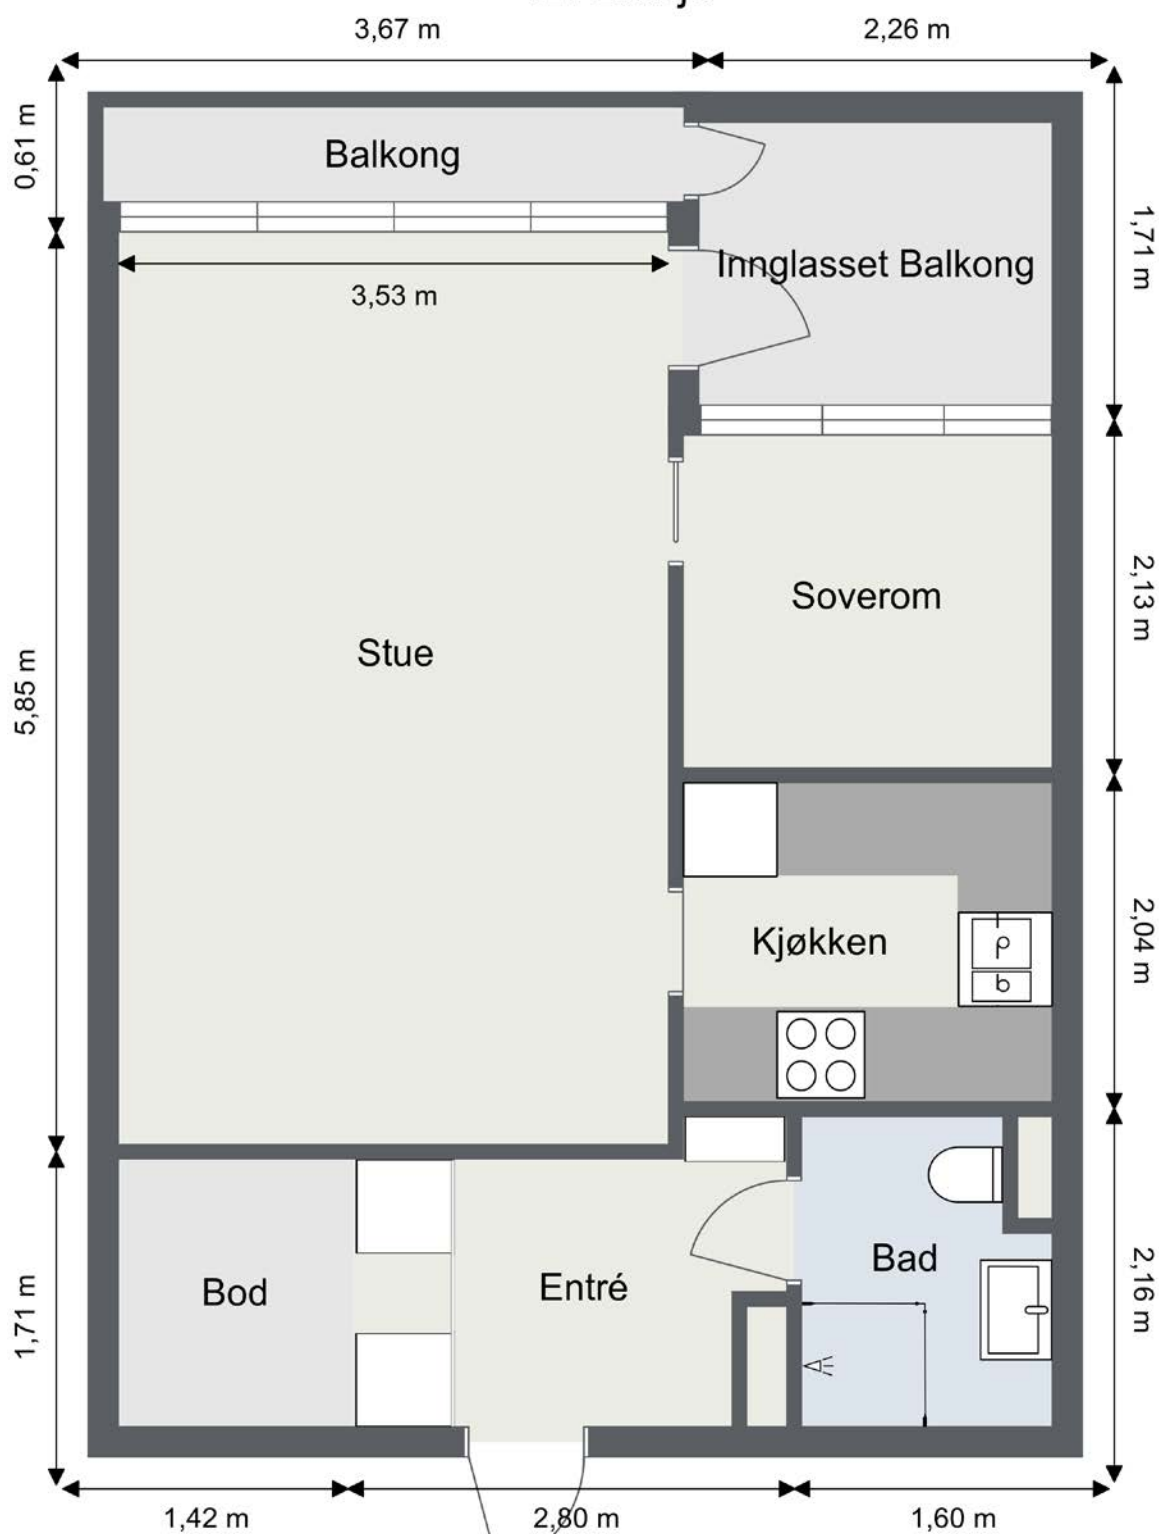 3,67 m
2,26 m
0,61 m
Balkong
1,71 m
Innglasset Balkong
3,53 m
2,13 m
Soverom
Stue
5,85 m
Kjøkken
2,04 m
Bad
2,16 m
Bod
Entré
1,71 m
1,42 m
2,80 m
1,60 m